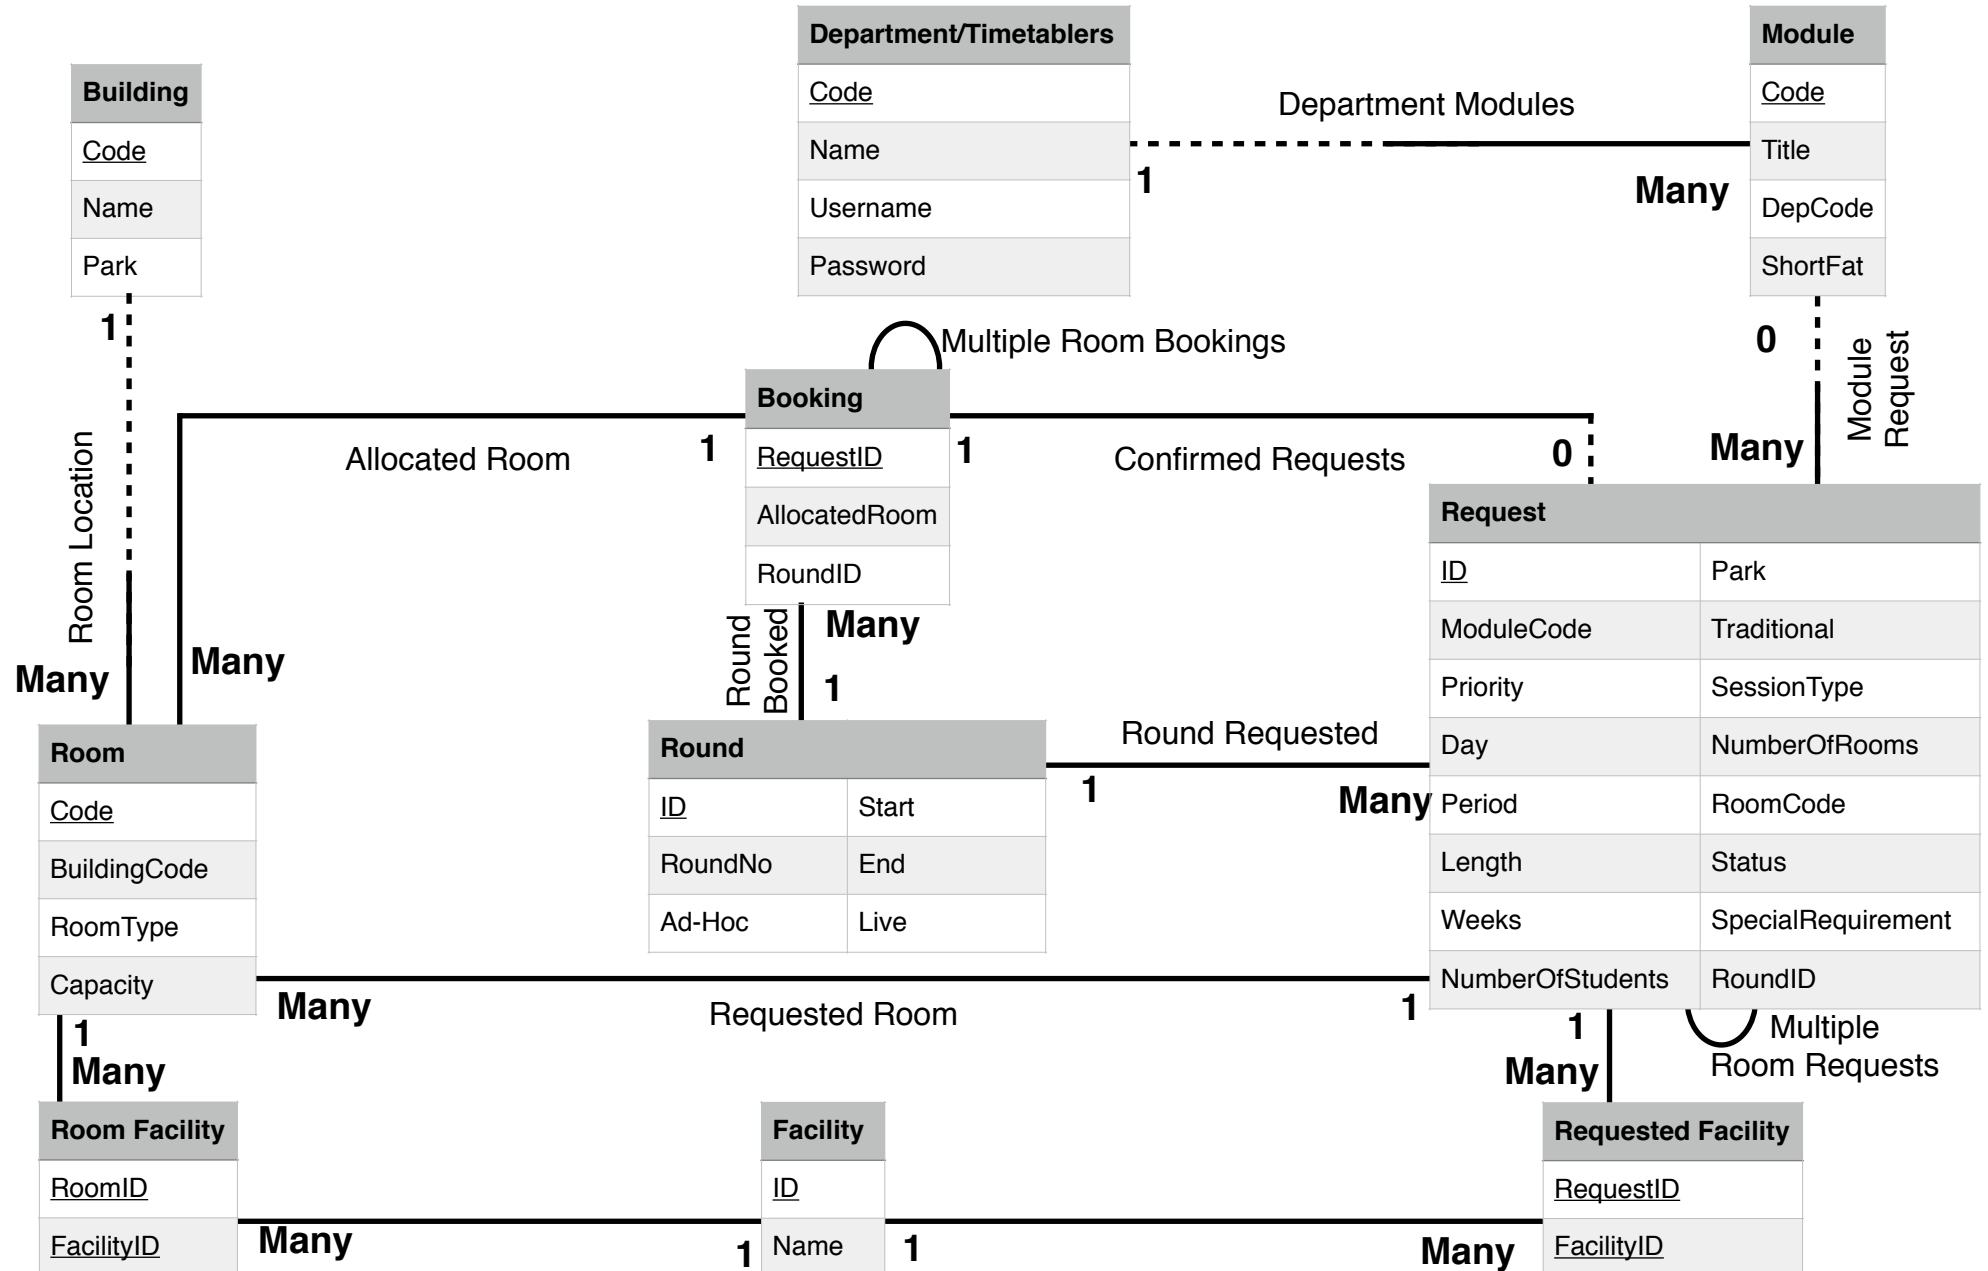 Department/Timetablers
Code
Name
Username
Password
Module
Code
Title
DepCode
ShortFat
Building
Code
Name
Park
Department Modules
1
Many
1
Multiple Room Bookings
0
Module
Request
Many
Booking
RequestID
AllocatedRoom
RoundID
Allocated Room
1
1
Confirmed Requests
0
Room Location
Many
Many
Round
Booked
Many
1
Request
ID
Park
ModuleCode
Traditional
Priority
SessionType
Day
NumberOfRooms
Period
RoomCode
Length
Status
Weeks
SpecialRequirement
NumberOfStudents
RoundID
Round
ID
Start
RoundNo
End
Ad-Hoc
Live
Round Requested
1
Many
Room
Code
BuildingCode
RoomType
Capacity
Many
Requested Room
1
1
Many
1
Many
Multiple
Room Requests
Room Facility
RoomID
FacilityID
Facility
ID
Name
Requested Facility
RequestID
FacilityID
Many
1
1
Many